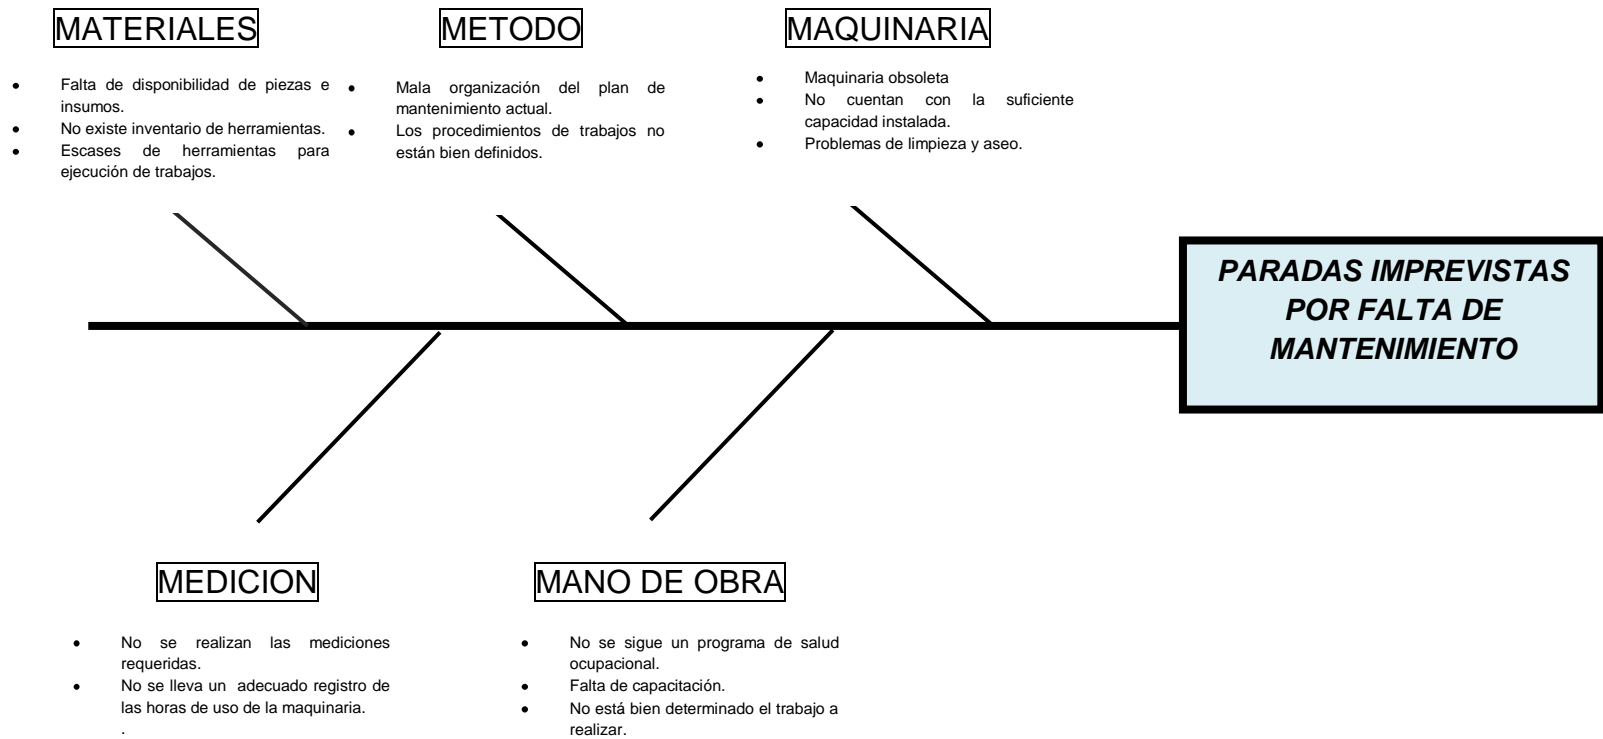 MATERIALES
Falta de disponibilidad de piezas e
insumos.
No existe inventario de herramientas.
Escases de herramientas para
ejecución de trabajos.
METODO
Mala organización del plan de
mantenimiento actual.
Los procedimientos de trabajos no
están bien definidos.
MAQUINARIA
Maquinaria obsoleta
No cuentan con la suficiente
capacidad instalada.
Problemas de limpieza y aseo.
PARADAS IMPREVISTAS
POR FALTA DE
MANTENIMIENTO
MEDICION
No se realizan las mediciones
requeridas.
No se lleva un adecuado registro de
las horas de uso de la maquinaria.
.
MANO DE OBRA
No se sigue un programa de salud
ocupacional.
Falta de capacitación.
No está bien determinado el trabajo a
realizar.